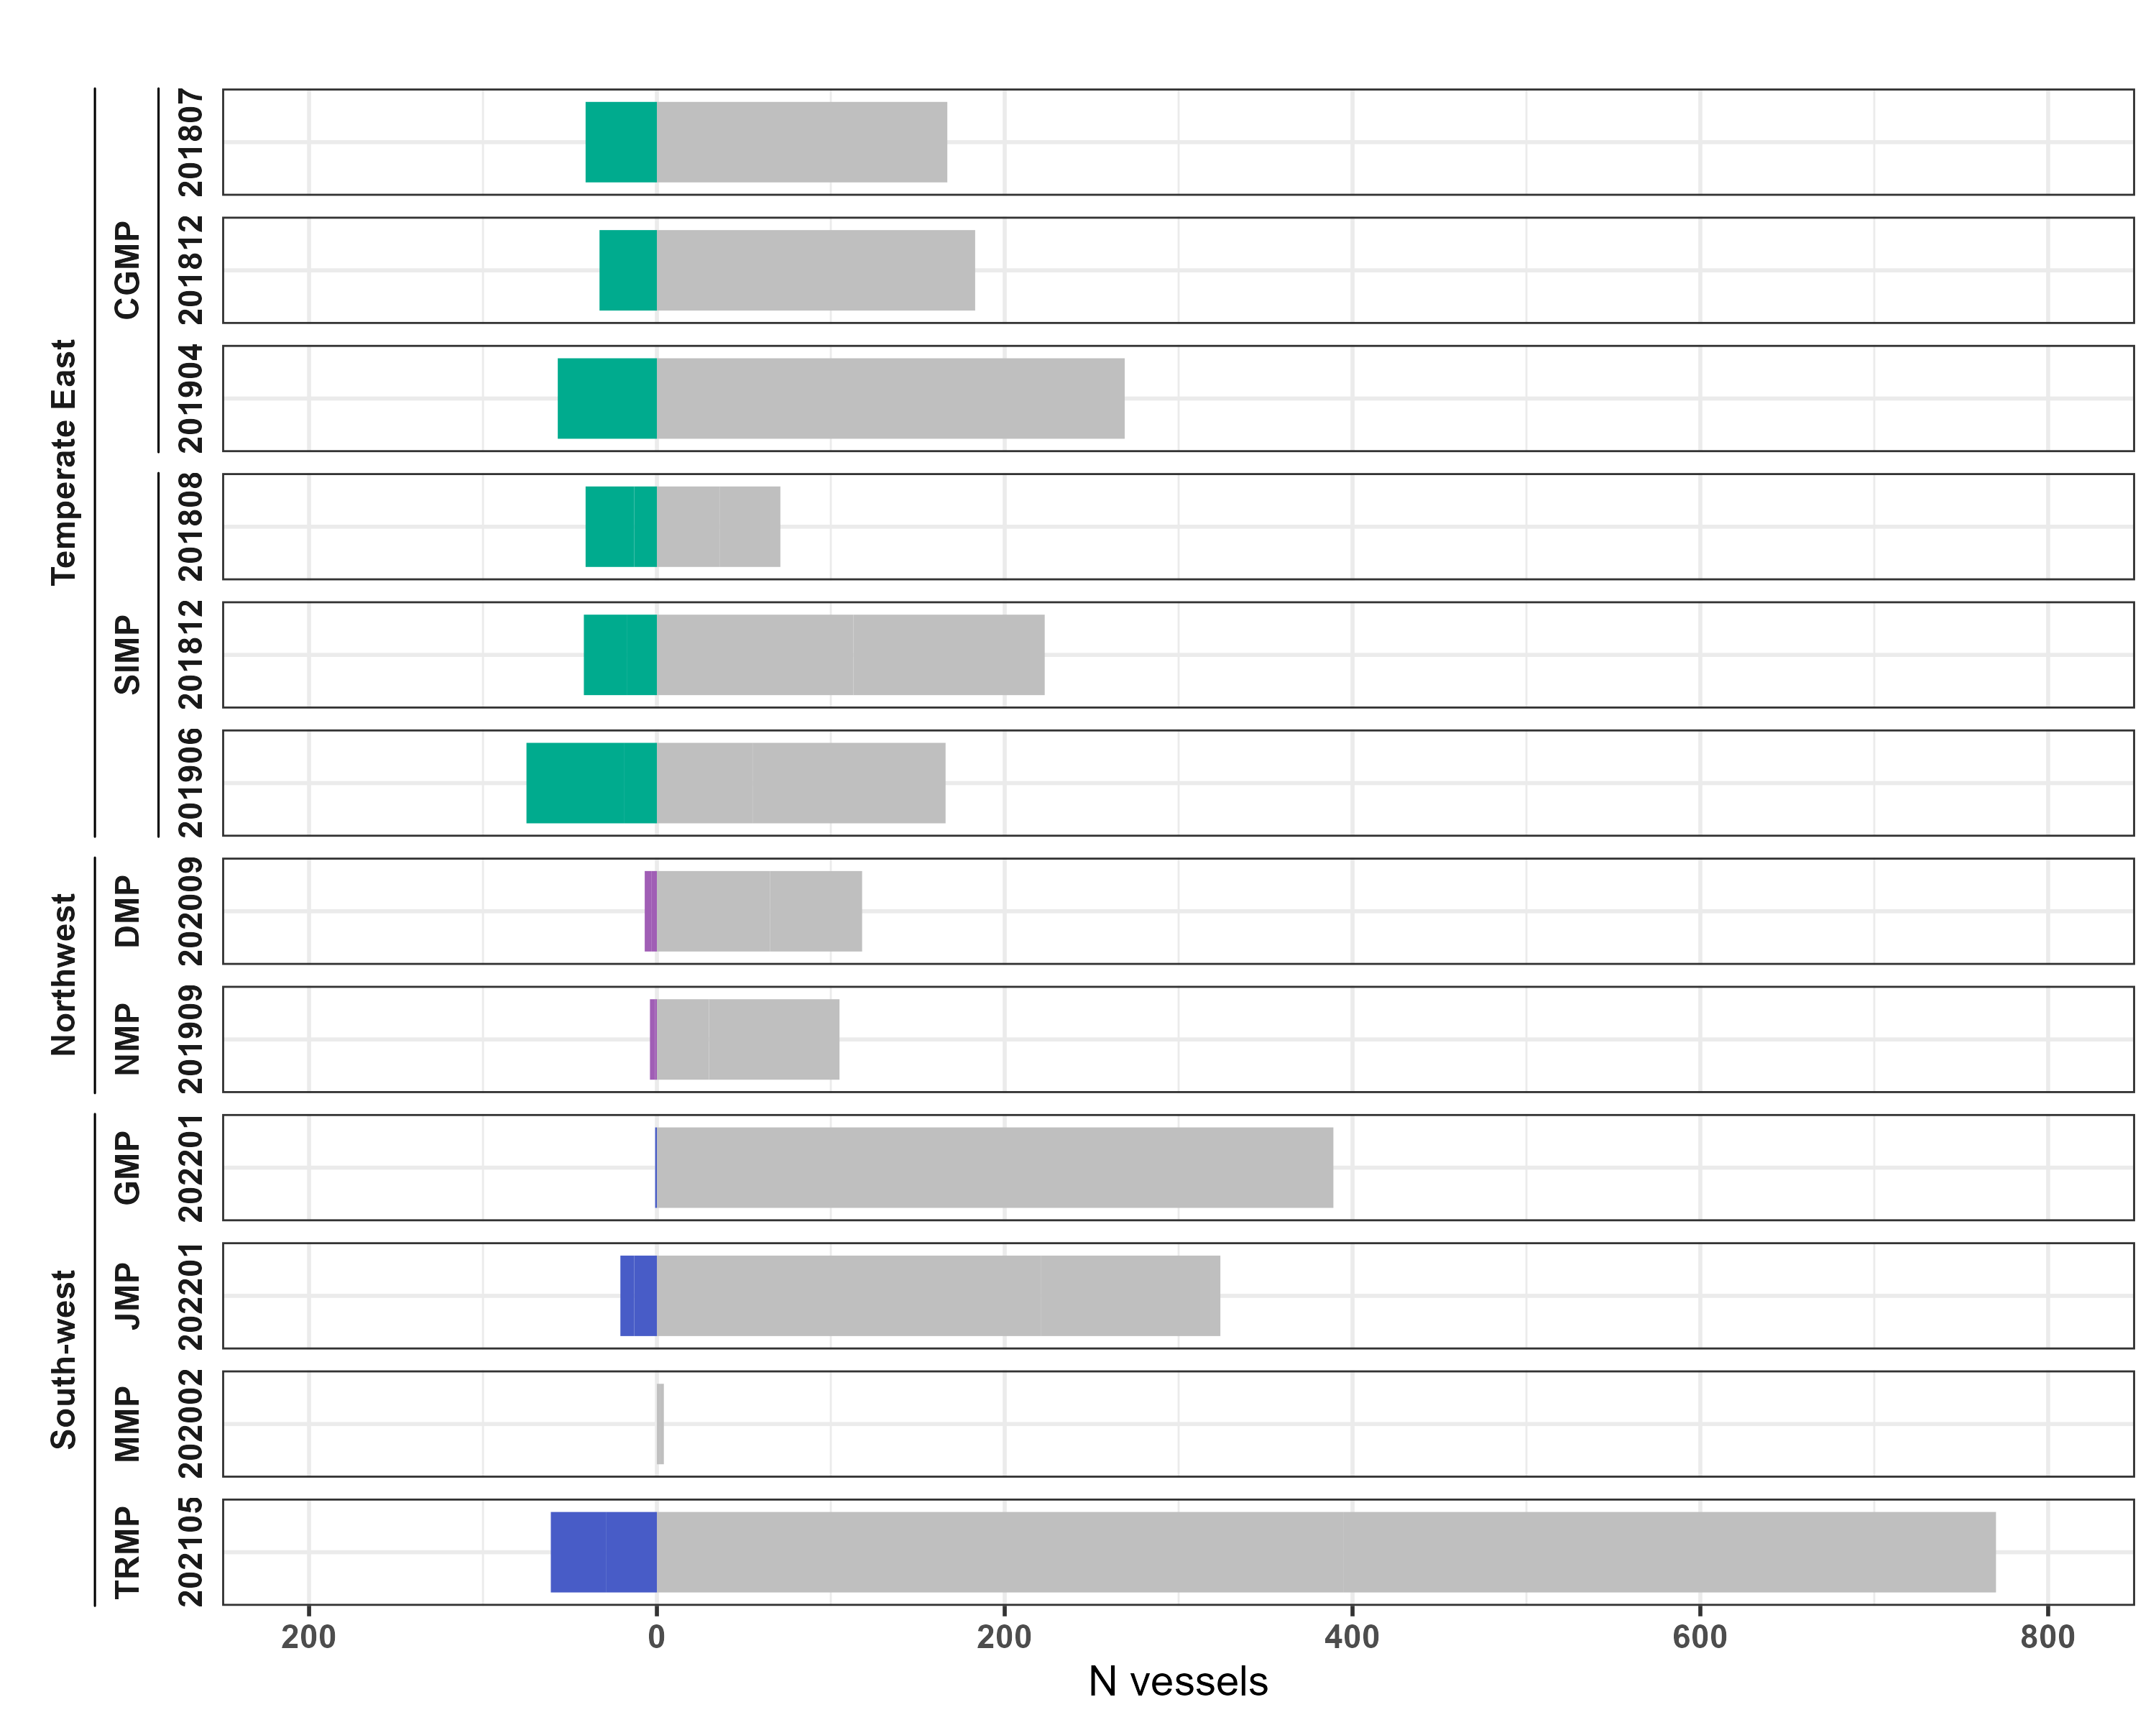 Temperate East
CGMP
201807
201812
201904
SIMP
201808
201812
201906
Northwest
DMP
202009
NMP
201909
South-west
GMP
202201
JMP
202201
MMP
202002
TRMP
202105
200 0 200 400 600 800
N vessels